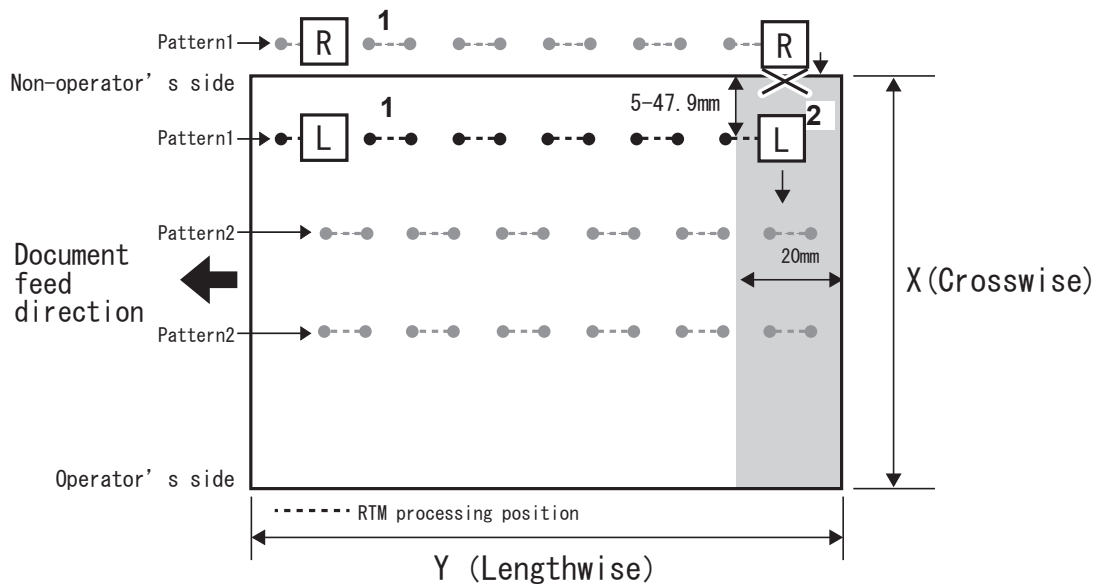 1
Pattern1
R
R
Non-operator’s side
5-47.9mm
1
2
Pattern1
L
L
Pattern2
20mm
Document
feed
direction
X(Crosswise)
Pattern2
Operator’s side
RTM processing position
Y (Lengthwise)